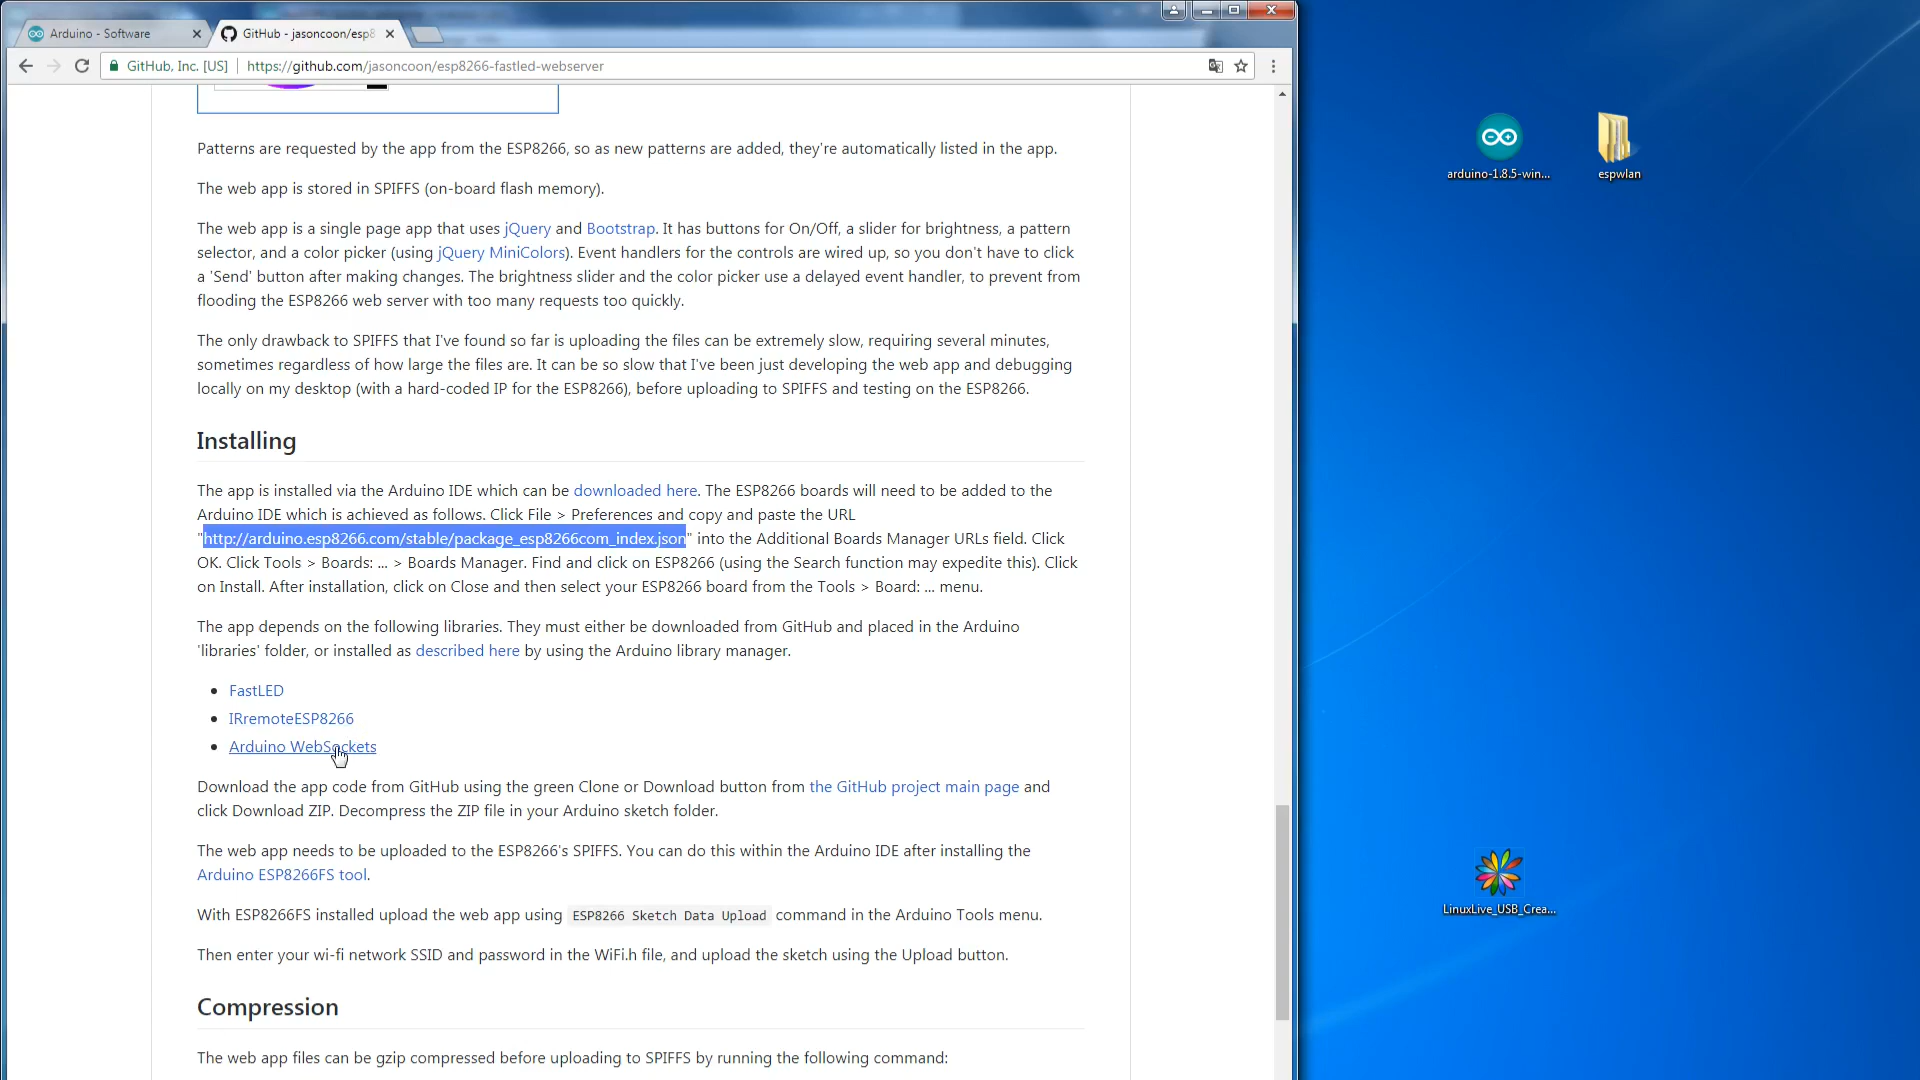 Arduino - Software
GitHub - jasoncoon/esp8
GitHub, Inc. [US]
https://github.com/jasoncoon/esp8266-fastled-webserver
Patterns are requested by the app from the ESP8266, so as new patterns are added, they're automatically listed in the app.
The web app is stored in SPIFFS (on-board flash memory).
The web app is a single page app that uses jQuery and Bootstrap. It has buttons for On/Off, a slider for brightness, a pattern
selector, and a color picker (using jQuery MiniColors). Event handlers for the controls are wired up, so you don't have to click
a 'Send' button after making changes. The brightness slider and the color picker use a delayed event handler, to prevent from
flooding the ESP8266 web server with too many requests too quickly.
The only drawback to SPIFFS that I've found so far is uploading the files can be extremely slow, requiring several minutes,
sometimes regardless of how large the files are. It can be so slow that I've been just developing the web app and debugging
locally on my desktop (with a hard-coded IP for the ESP8266), before uploading to SPIFFS and testing on the ESP8266.
Installing
The app is installed via the Arduino IDE which can be downloaded here. The ESP8266 boards will need to be added to the
Arduino IDE which is achieved as follows. Click File > Preferences and copy and paste the URL
"http://arduino.esp8266.com/stable/package_esp8266com_index.json" into the Additional Boards Manager URLs field. Click
OK. Click Tools > Boards: ... > Boards Manager. Find and click on ESP8266 (using the Search function may expedite this). Click
on Install. After installation, click on Close and then select your ESP8266 board from the Tools > Board: ... menu.
The app depends on the following libraries. They must either be downloaded from GitHub and placed in the Arduino
'libraries' folder, or installed as described here by using the Arduino library manager.
FastLED
IRremoteESP8266
Arduino WebSockets
Download the app code from GitHub using the green Clone or Download button from the GitHub project main page and
click Download ZIP. Decompress the ZIP file in your Arduino sketch folder.
The web app needs to be uploaded to the ESP8266's SPIFFS. You can do this within the Arduino IDE after installing the
Arduino ESP8266FS tool.
With ESP8266FS installed upload the web app using ESP8266 Sketch Data Upload command in the Arduino Tools menu.
Then enter your wi-fi network SSID and password in the WiFi.h file, and upload the sketch using the Upload button.
Compression
The web app files can be gzip compressed before uploading to SPIFFS by running the following command:
arduino-1.8.5-win...
espwlan
LinuxLive_USB_Crea...